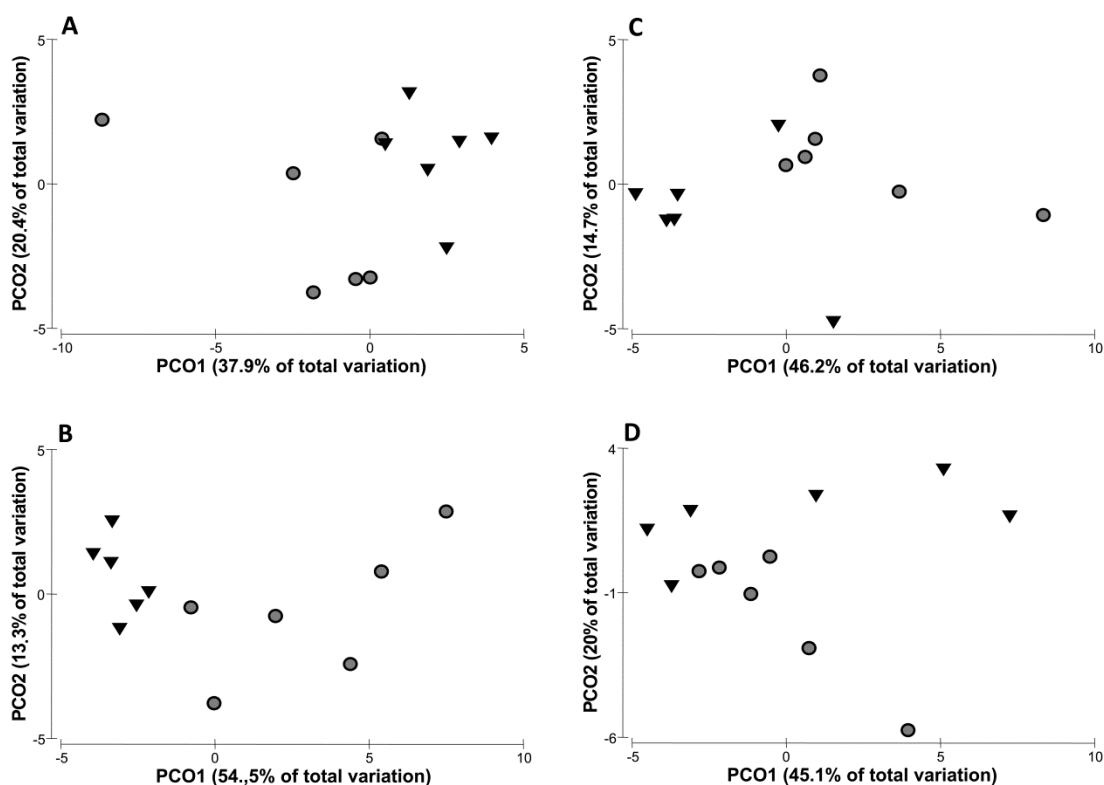 A
5
0
-5
PCO2 (20.4% of total variation)
-10
-5
0
5
PCO1 (37.9% of total variation)
C
5
0
-5
PCO2 (14.7% of total variation)
-5
0
5
10
PCO1 (46.2% of total variation)
B
5
0
-5
PCO2 (13.3% of total variation)
-5
0
5
10
PCO1 (54.,5% of total variation)
D
4
-1
-6
PCO2 (20% of total variation)
-5
0
5
10
PCO1 (45.1% of total variation)